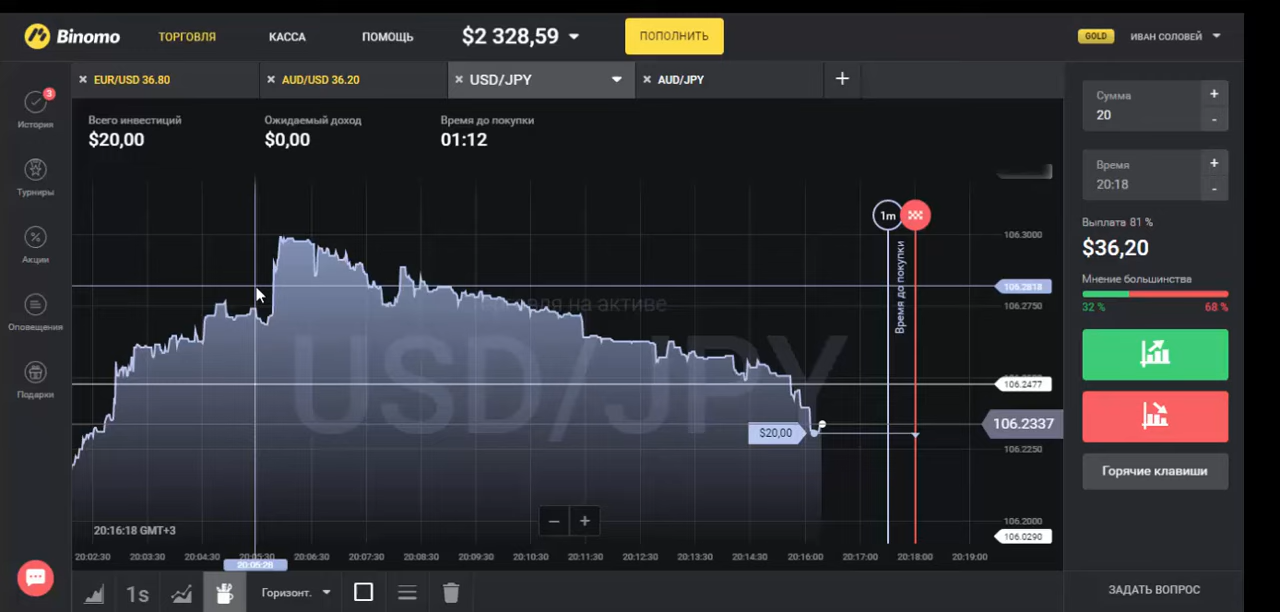 Binomo
ТОРГОВЛЯ
КАССА
ПОМОЩЬ
$2 328,59
ПОПОЛНИТЬ
GOLD
ИВАН СОЛОВЕЙ
× EUR/USD 36.80
× AUD/USD 36.20
× USD/JPY
× AUD/JPY
+
3
История
Турниры
Акции
Оповещения
Подарки
Всего инвестиций
$20,00
Ожидаемый доход
$0,00
Время до покупки
01:12
1m
Время до покупки
на активе
USD/JPY
$20,00
106.3000
106.2818
106.2750
106.2477
106.2337
106.2250
106.2000
106.0290
20:16:18 GMT+3
− +
20:02:30 20:03:30 20:04:30 20:05:30 20:06:30 20:07:30 20:08:30 20:09:30 20:10:30 20:11:30 20:12:30 20:13:30 20:14:30 20:16:00 20:17:00 20:18:00 20:19:00
20:05:28
1s
Горизонт.
Сумма
20
+
-
Время
20:18
+
-
Выплата 81 %
$36,20
Мнение большинства
32 % 68 %
Горячие клавиши
ЗАДАТЬ ВОПРОС